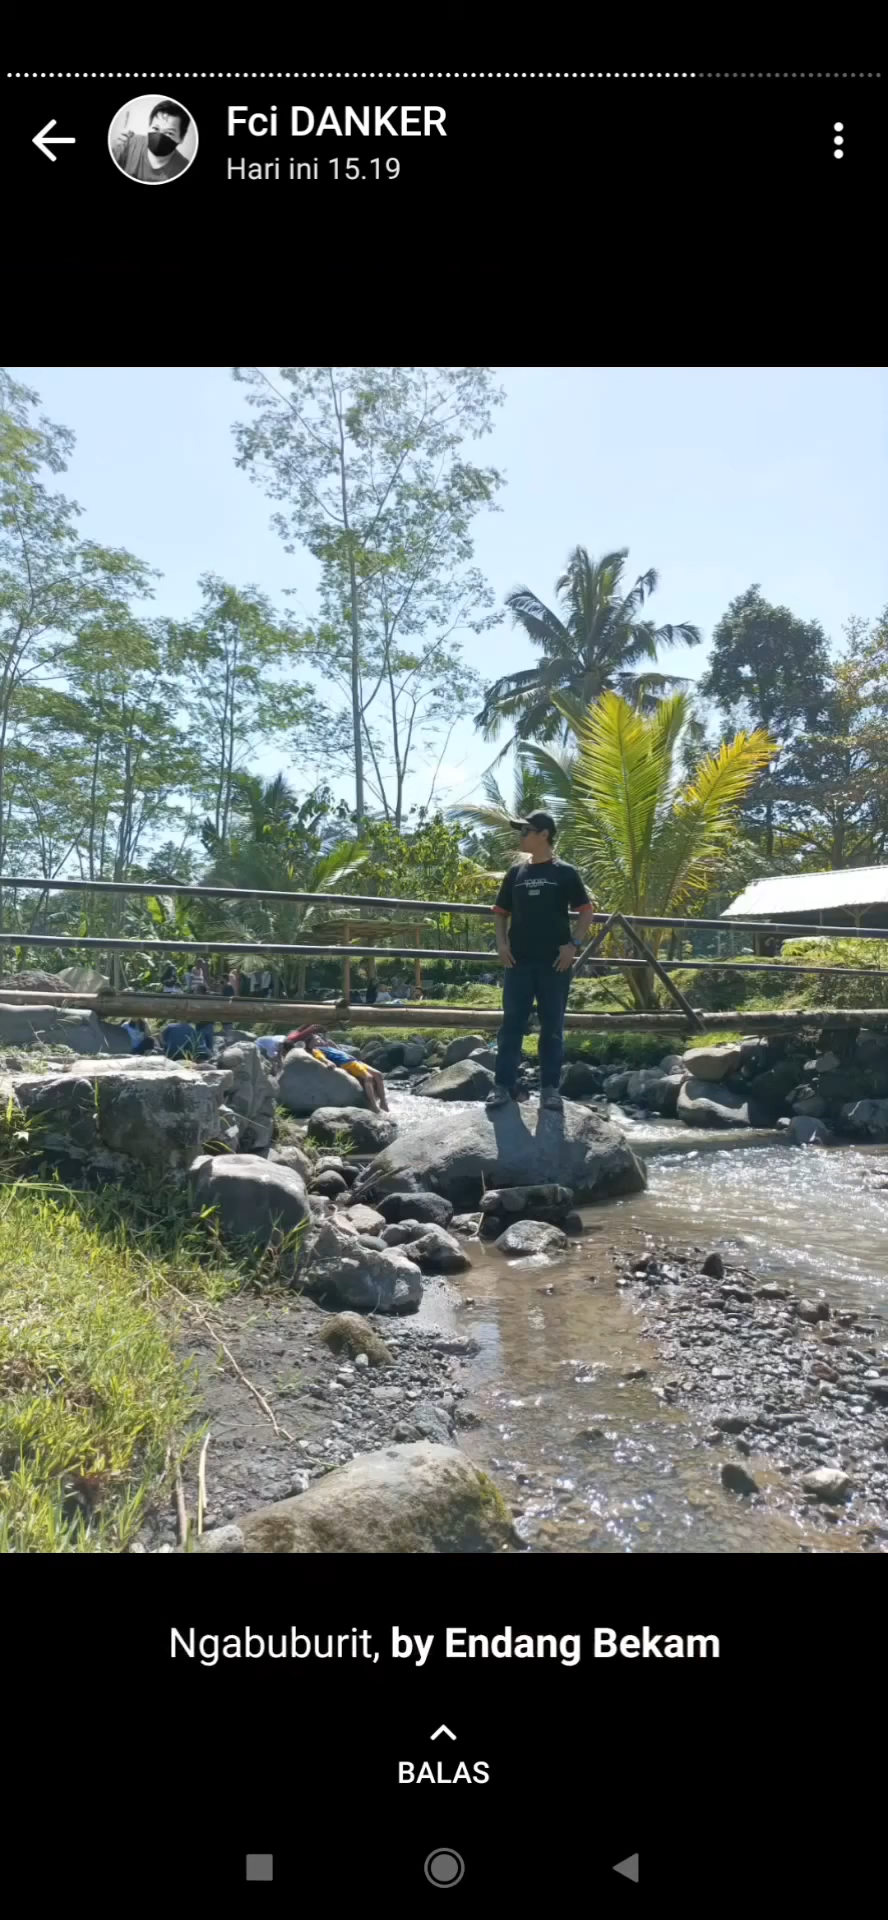 Fci DANKER
Hari ini 15.19
Ngabuburit, by Endang Bekam
BALAS